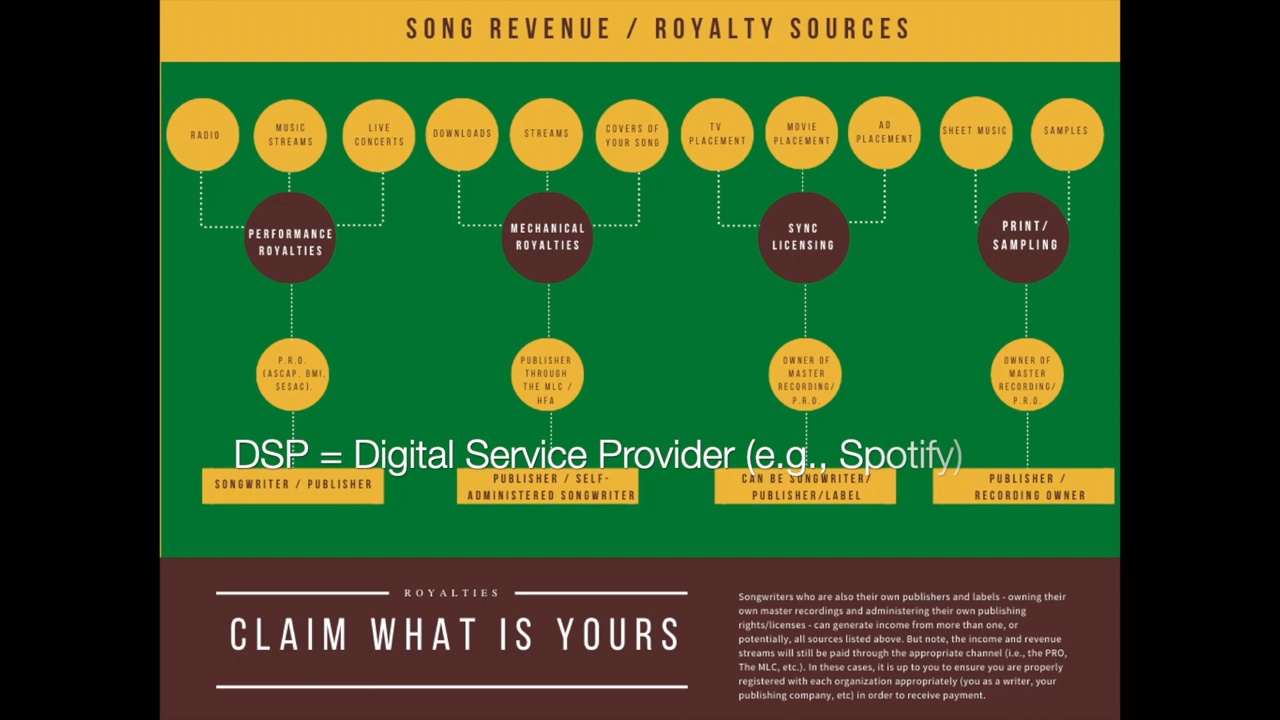 SONG REVENUE / ROYALTY SOURCES
RADIO
MUSIC
STREAMS
LIVE
CONCERTS
DOWNLOADS
STREAMS
COVERS OF
YOUR SONG
TV
PLACEMENT
MOVIE
PLACEMENT
AD
PLACEMENT
SHEET MUSIC
SAMPLES
PERFORMANCE
ROYALTIES
MECHANICAL
ROYALTIES
SYNC
LICENSING
PRINT/
SAMPLING
P.R.O.
(ASCAP, BMI,
SESAC).
PUBLISHER
THROUGH
THE MLC /
HFA
OWNER OF
MASTER
RECORDING/
P.R.O.
OWNER OF
MASTER
RECORDING/
P.R.O.
DSP = Digital Service Provider (e.g., Spotify)
SONGWRITER / PUBLISHER
PUBLISHER / SELF-
ADMINISTERED SONGWRITER
CAN BE SONGWRITER/
PUBLISHER/LABEL
PUBLISHER /
RECORDING OWNER
ROYALTIES
CLAIM WHAT IS YOURS
Songwriters who are also their own publishers and labels - owning their
own master recordings and administering their own publishing
rights/licenses - can generate income from more than one, or
potentially, all sources listed above. But note, the income and revenue
streams will still be paid through the appropriate channel (i.e., the PRO,
The MLC, etc.). In these cases, it is up to you to ensure you are properly
registered with each organization appropriately (you as a writer, your
publishing company, etc) in order to receive payment.